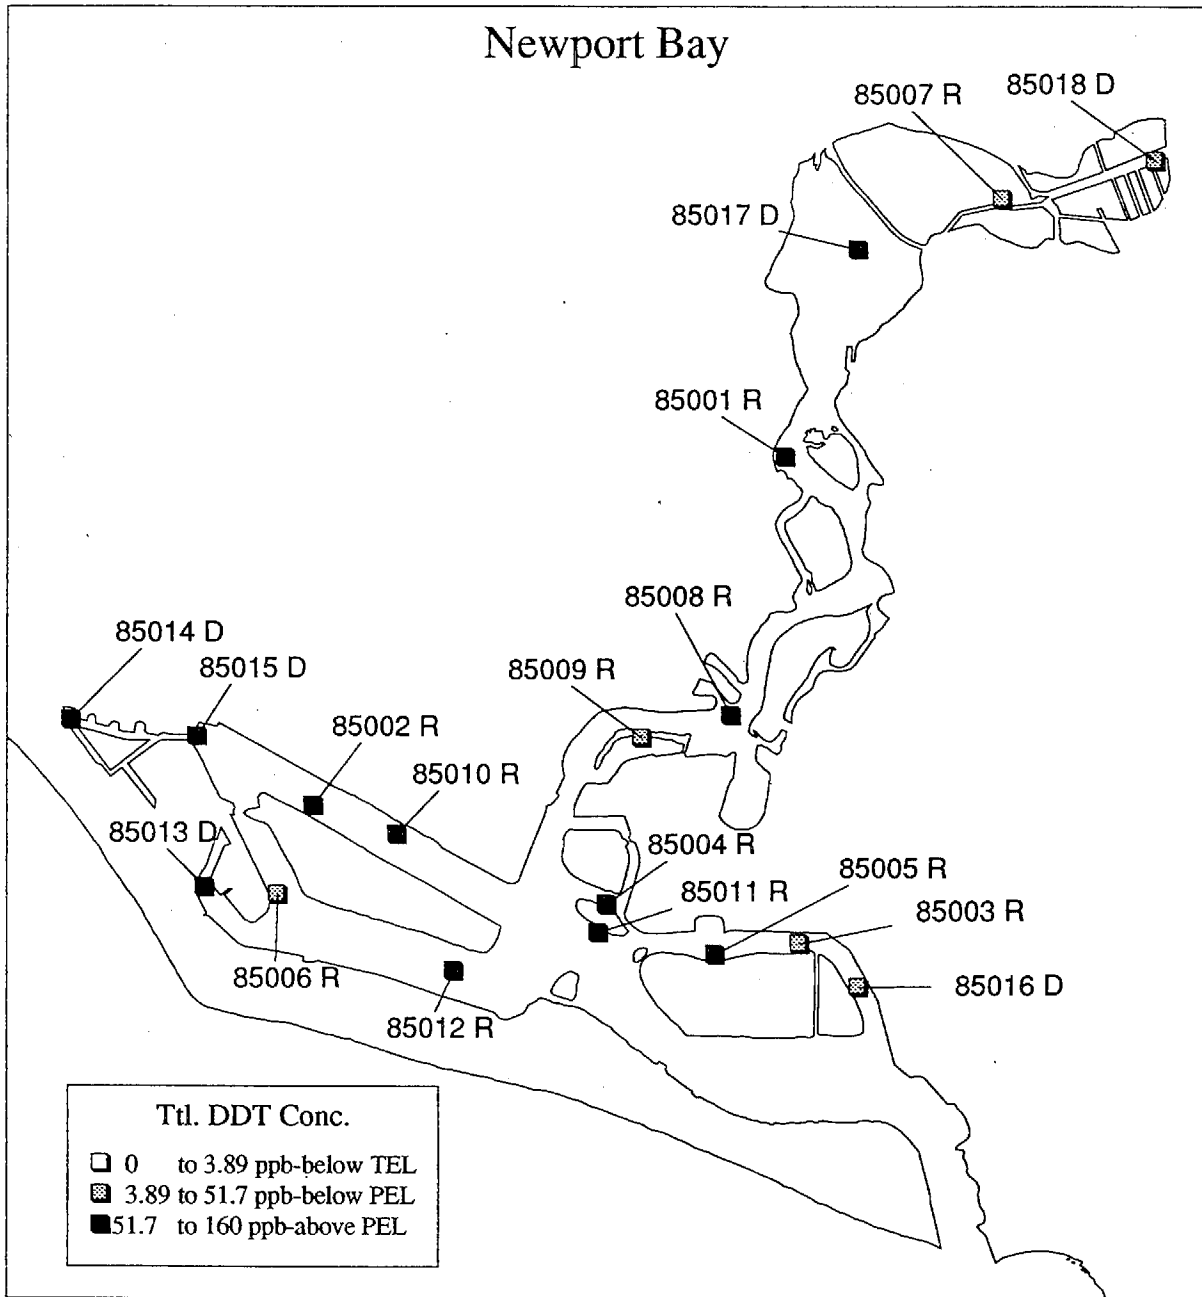 Newport Bay
85018 D
85007 R
85017 D
85001 R
85008 R
85014 D
85015 D
85009 R
85002 R
85010 R
85013 D
85004 R
85005 R
85011 R
85003 R
85006 R
85016 D
85012 R
Ttl. DDT Conc.
0 to 3.89 ppb-below TEL
3.89 to 51.7 ppb-below PEL
51.7 to 160 ppb-above PEL